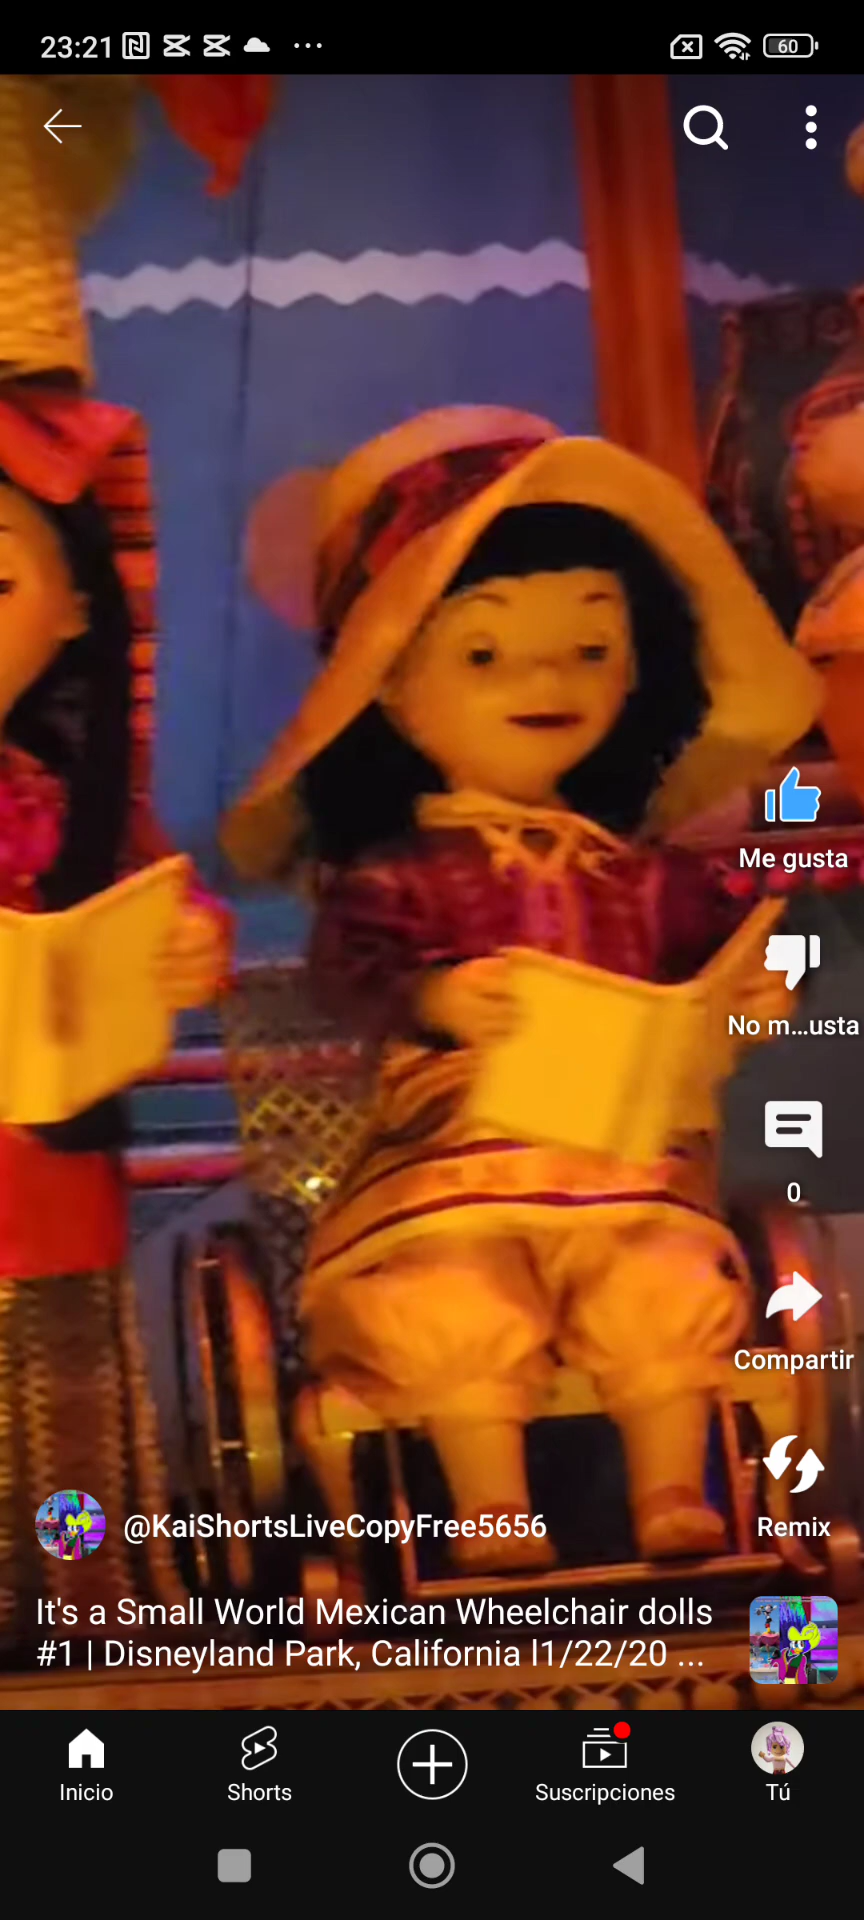 23:21
60
Me gusta
No m...usta
0
Compartir
Remix
@KaiShortsLiveCopyFree5656
It's a Small World Mexican Wheelchair dolls
#1 | Disneyland Park, California l1/22/20 ...
Inicio
Shorts
Suscripciones
Tú